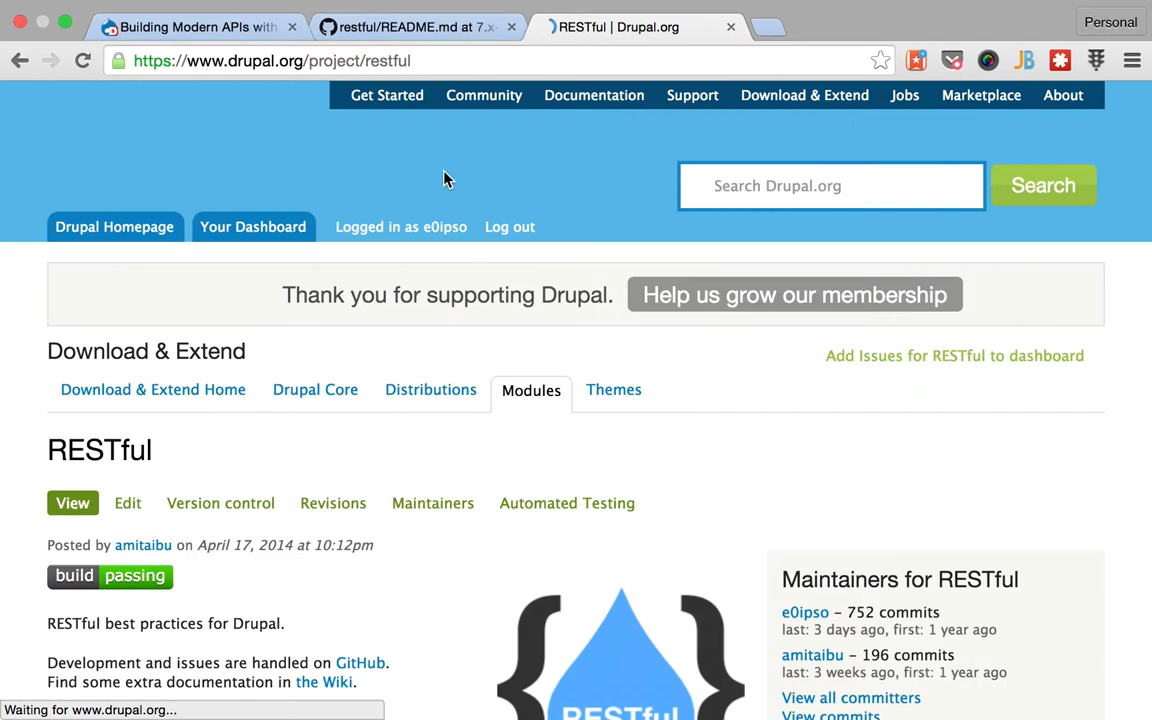 Building Modern APIs with
restful/README.md at 7.x-
RESTful | Drupal.org
Personal
https://www.drupal.org/project/restful
JB
Get Started Community Documentation Support Download & Extend Jobs Marketplace About
Search Drupal.org
Search
Drupal Homepage Your Dashboard Logged in as e0ipso Log out
Thank you for supporting Drupal. Help us grow our membership
Download & Extend
Add Issues for RESTful to dashboard
Download & Extend Home Drupal Core Distributions Modules Themes
RESTful
View Edit Version control Revisions Maintainers Automated Testing
Posted by amitaibu on April 17, 2014 at 10:12pm
build passing
RESTful best practices for Drupal.
Development and issues are handled on GitHub.
Find some extra documentation in the Wiki.
RESTful
Maintainers for RESTful
e0ipso – 752 commits
last: 3 days ago, first: 1 year ago
amitaibu – 196 commits
last: 3 weeks ago, first: 1 year ago
View all committers
View commits
Waiting for www.drupal.org...